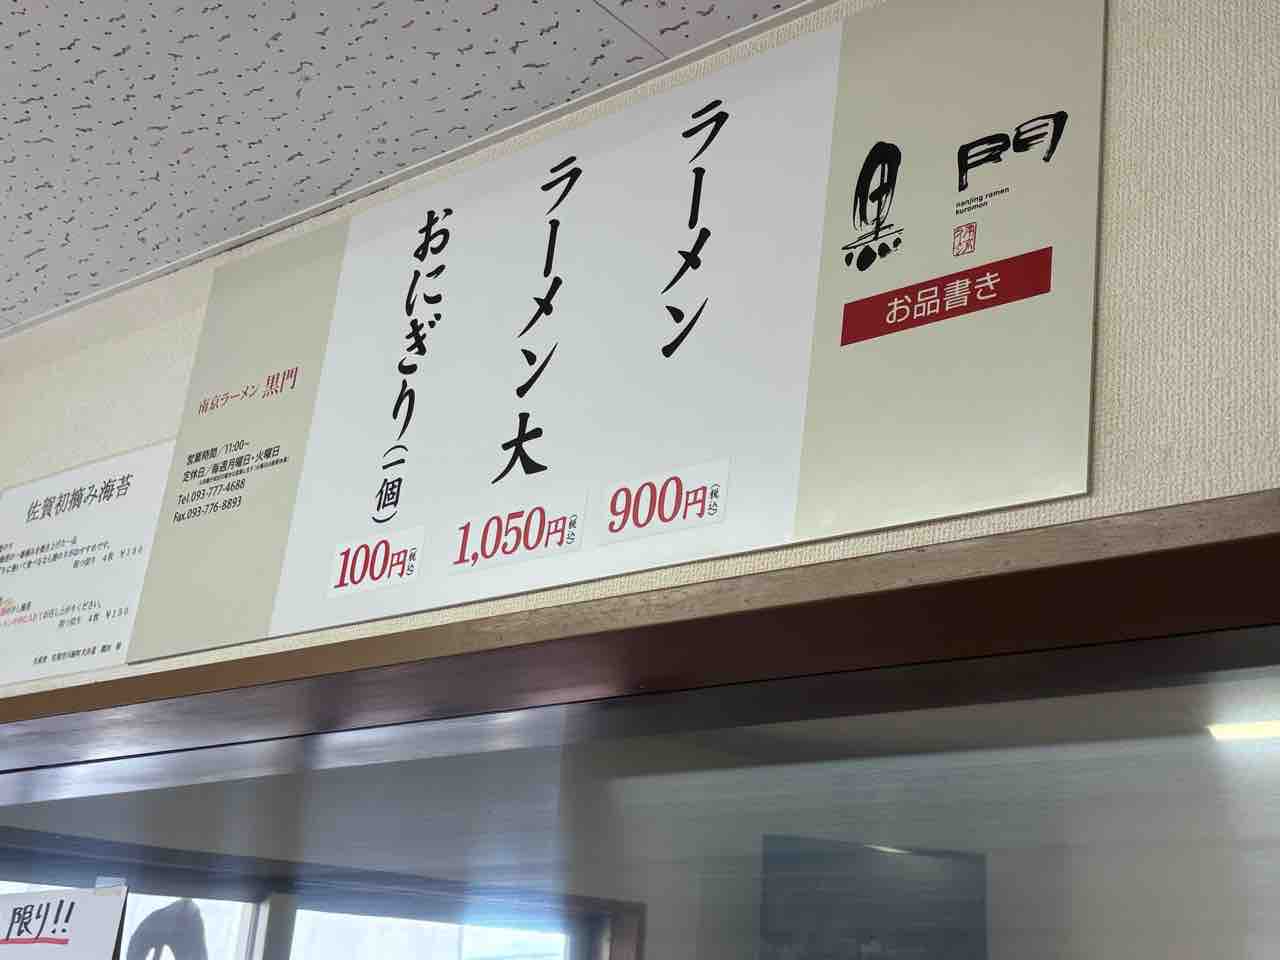 黒門
nanjing ramen
kuromon
お品書き
ラーメン
900円(税込)
ラーメン大
1,050円(税込)
おにぎり(一個)
100円(税込)
南京ラーメン 黒門
営業時間/11:00~
定休日/毎週月曜日・火曜日
Tel.093-777-4688
Fax.093-776-8893
佐賀初摘み海苔
限り!!